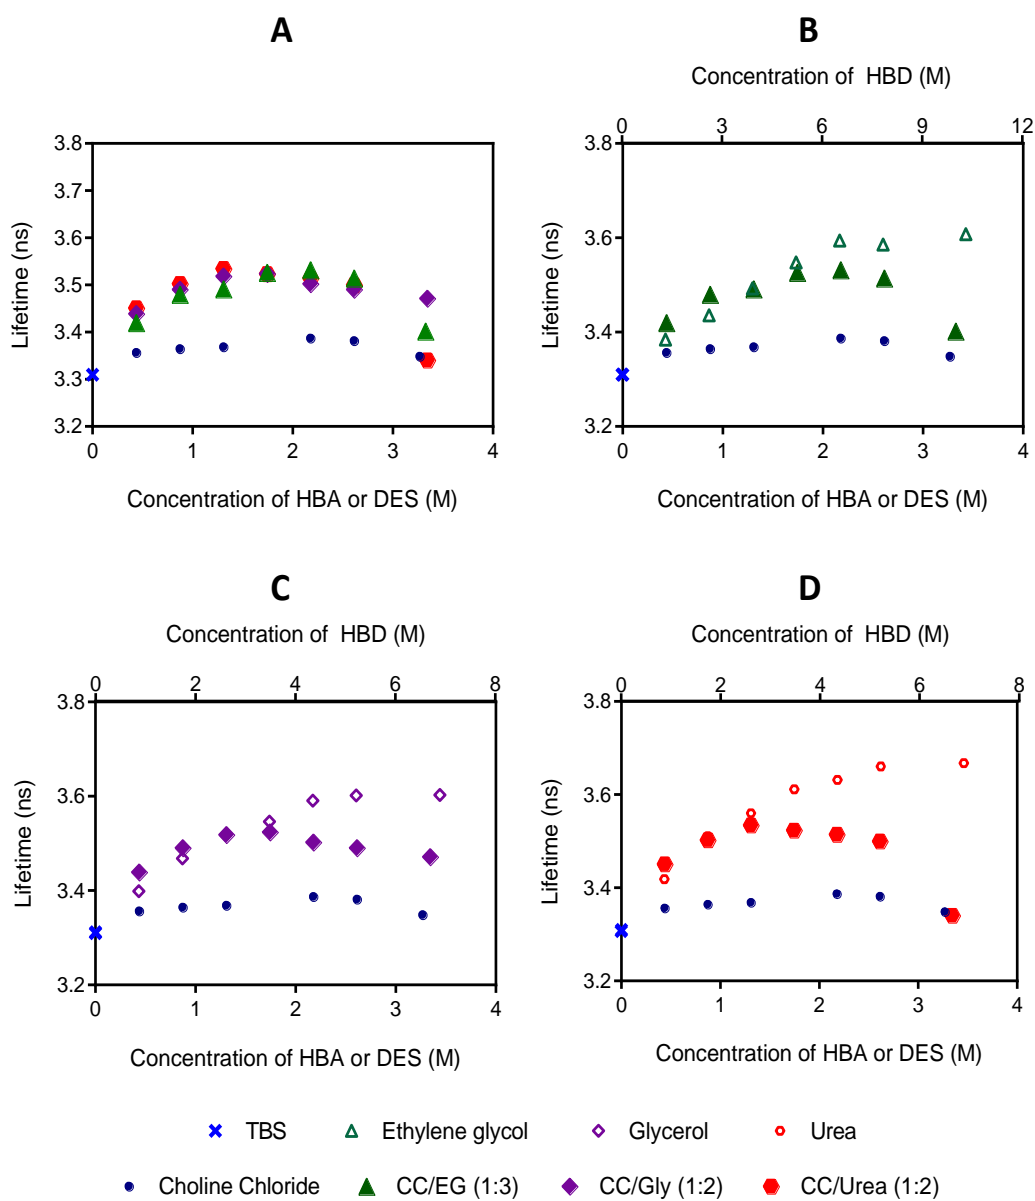 A
B
Concentration of HBD (M)
0 2 4 6 8 10 12
3.8
3.7
3.6
3.5
3.4
3.3
3.2
Lifetime (ns)
0 1 2 3 4
Concentration of HBA or DES (M)
3.8
3.6
3.4
3.2
Lifetime (ns)
0 1 2 3 4
Concentration of HBA or DES (M)
C
D
Concentration of HBD (M)
0 2 4 6 8
3.8
3.6
3.4
3.2
Lifetime (ns)
0 1 2 3 4
Concentration of HBA or DES (M)
Concentration of HBD (M)
0 2 4 6 8
3.8
3.6
3.4
3.2
Lifetime (ns)
0 1 2 3 4
Concentration of HBA or DES (M)
TBS Ethylene glycol Glycerol Urea
Choline Chloride CC/EG (1:3) CC/Gly (1:2) CC/Urea (1:2)